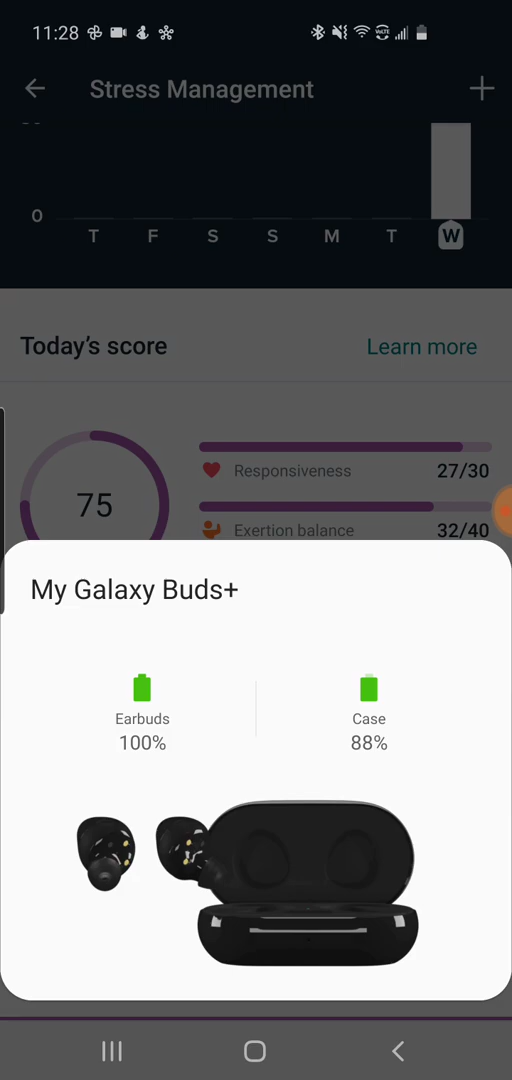 11:28
Stress Management
0
T F S S M T W
Today's score
Learn more
75
Responsiveness 27/30
Exertion balance 32/40
My Galaxy Buds+
Earbuds
100%
Case
88%